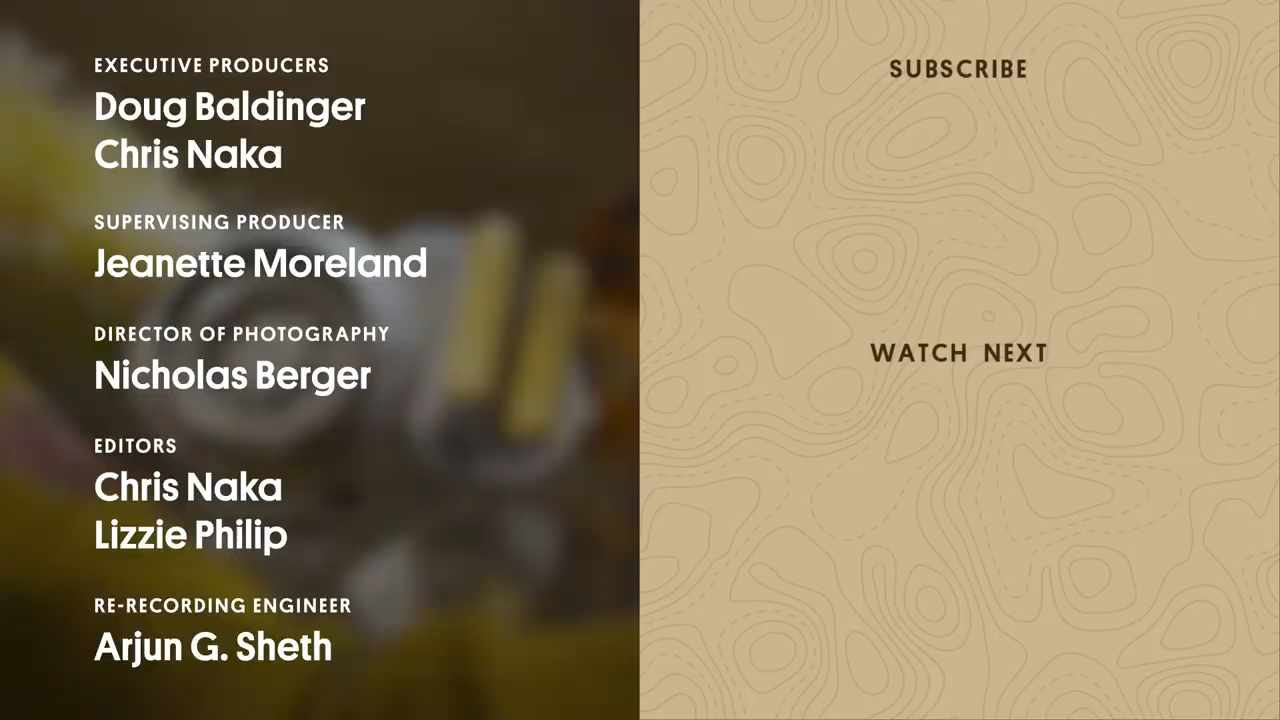 EXECUTIVE PRODUCERS
Doug Baldinger
Chris Naka
SUPERVISING PRODUCER
Jeanette Moreland
DIRECTOR OF PHOTOGRAPHY
Nicholas Berger
EDITORS
Chris Naka
Lizzie Philip
RE-RECORDING ENGINEER
Arjun G. Sheth
SUBSCRIBE
WATCH NEXT